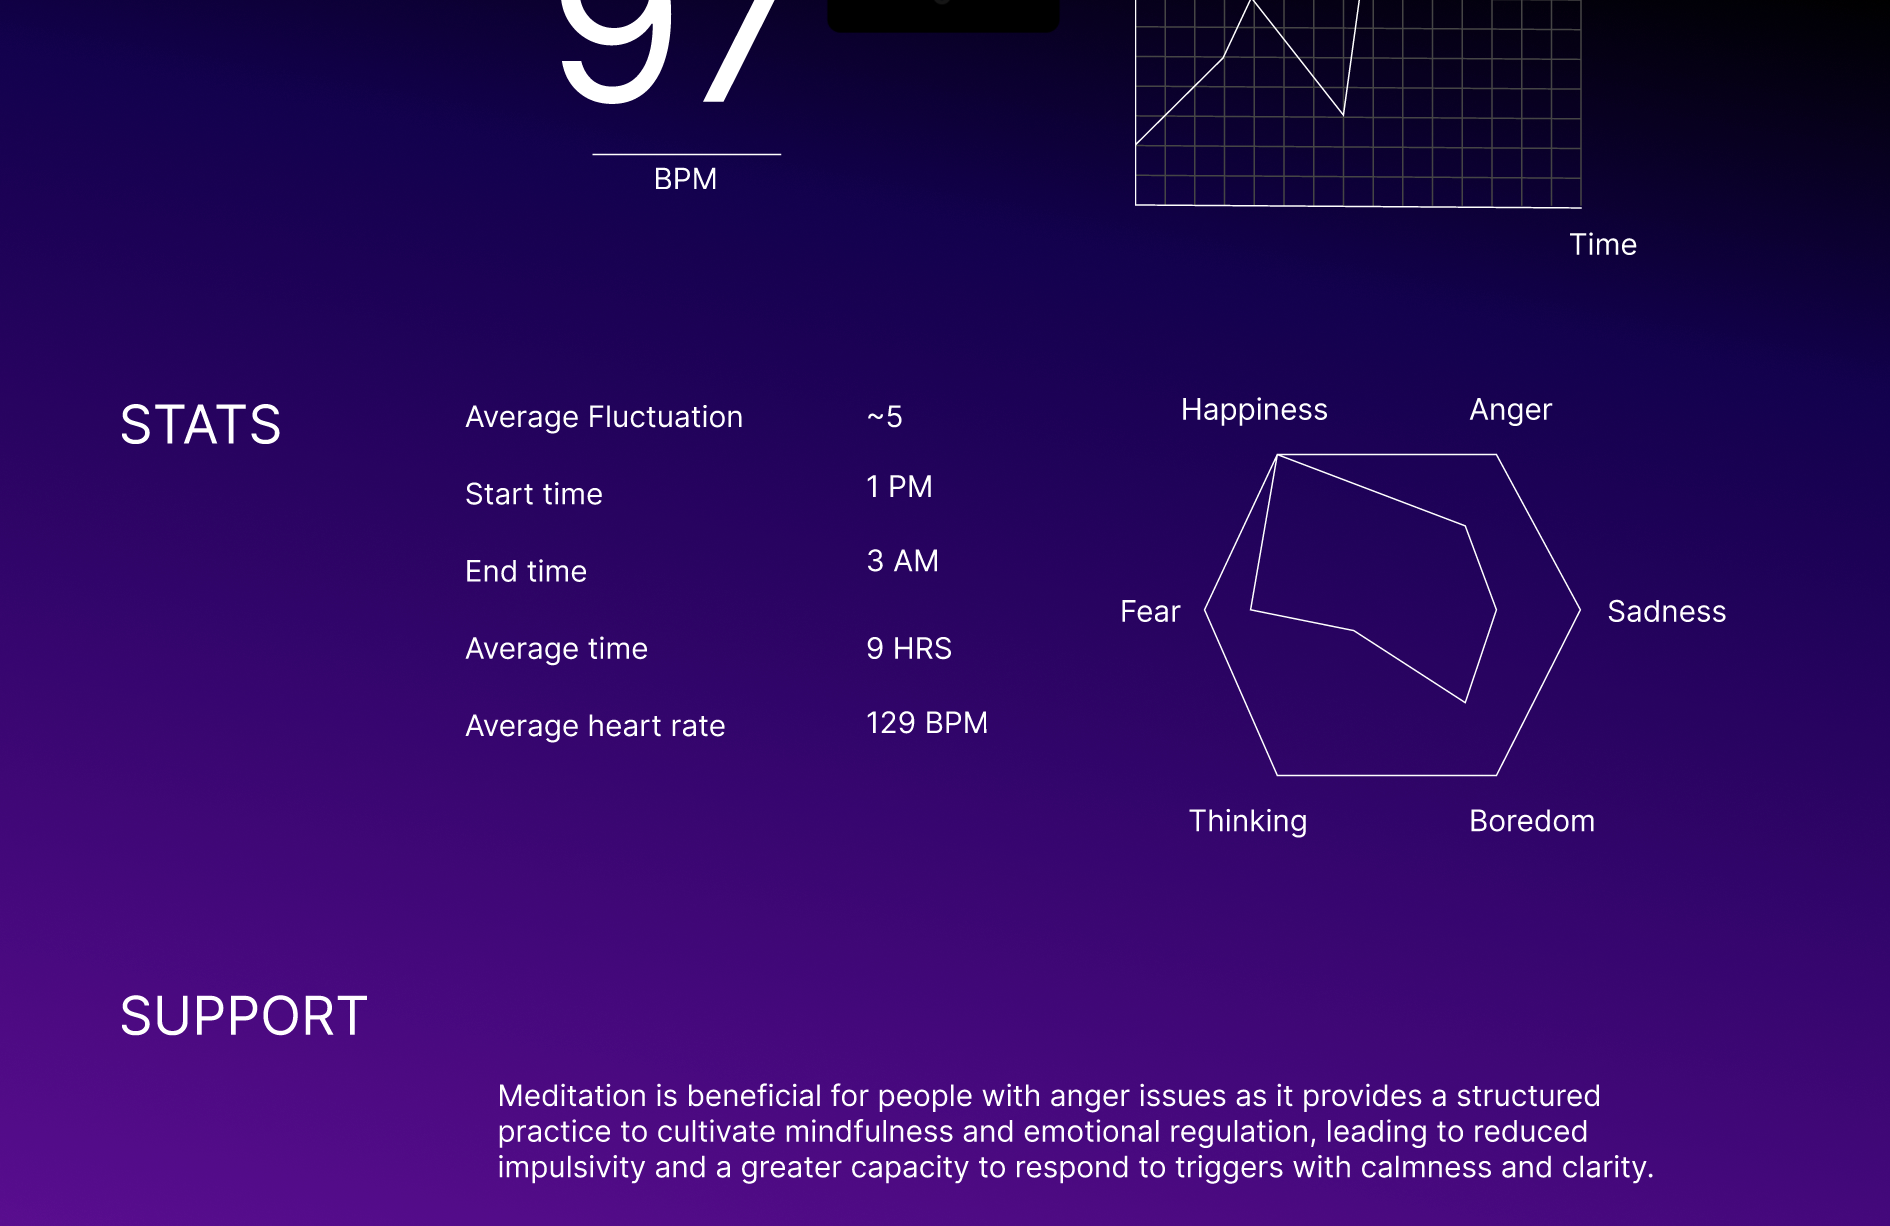 97
BPM
Time
STATS
Average Fluctuation ~5
Start time 1 PM
End time 3 AM
Average time 9 HRS
Average heart rate 129 BPM
Happiness Anger
Fear Sadness
Thinking Boredom
SUPPORT
Meditation is beneficial for people with anger issues as it provides a structured
practice to cultivate mindfulness and emotional regulation, leading to reduced
impulsivity and a greater capacity to respond to triggers with calmness and clarity.